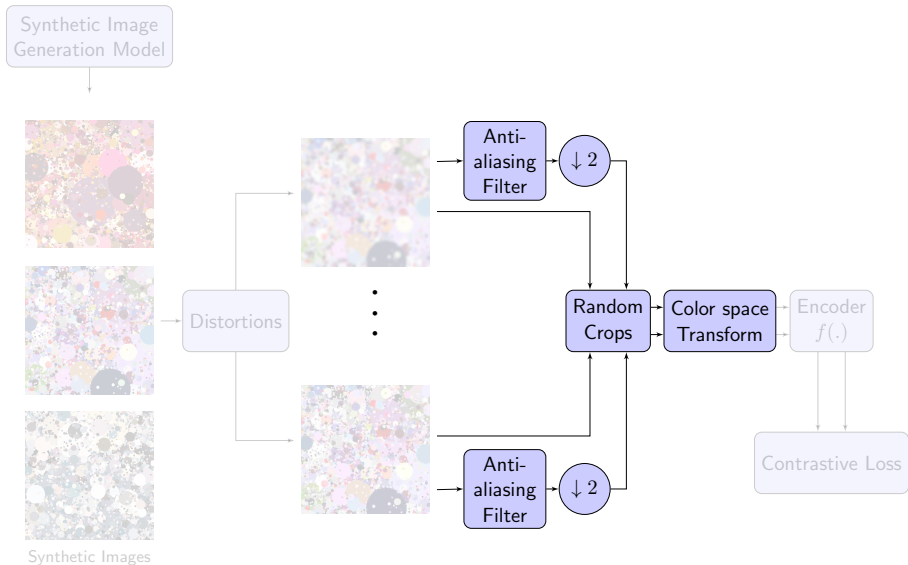 Synthetic Image
Generation Model
Synthetic Images
Distortions
Anti-
aliasing
Filter
↓ 2
Random
Crops
Color space
Transform
Encoder
f(.)
Contrastive Loss
Anti-
aliasing
Filter
↓ 2